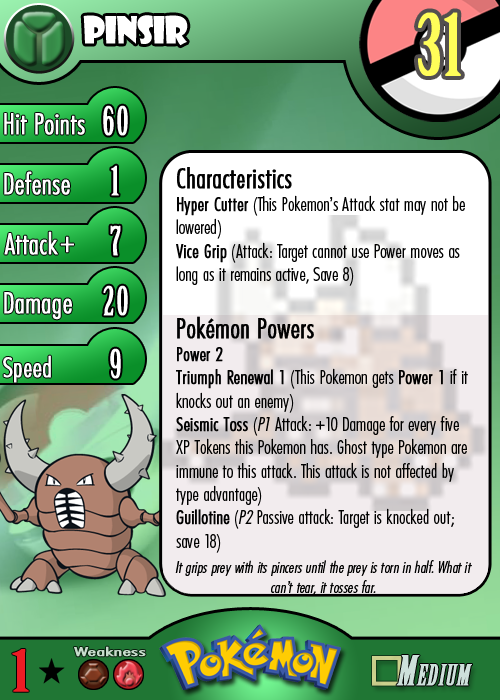 PINSIR
31
Hit Points 60
Defense 1
Attack+ 7
Damage 20
Speed 9
Characteristics
Hyper Cutter (This Pokemon's Attack stat may not be
lowered)
Vice Grip (Attack: Target cannot use Power moves as
long as it remains active, Save 8)
Pokémon Powers
Power 2
Triumph Renewal 1 (This Pokemon gets Power 1 if it
knocks out an enemy)
Seismic Toss (P1 Attack: +10 Damage for every five
XP Tokens this Pokemon has. Ghost type Pokemon are
immune to this attack. This attack is not affected by
type advantage)
Guillotine (P2 Passive attack: Target is knocked out;
save 18)
It grips prey with its pincers until the prey is torn in half. What it
can't tear, it tosses far.
1 ★
Weakness
POKéMON
MEDIUM